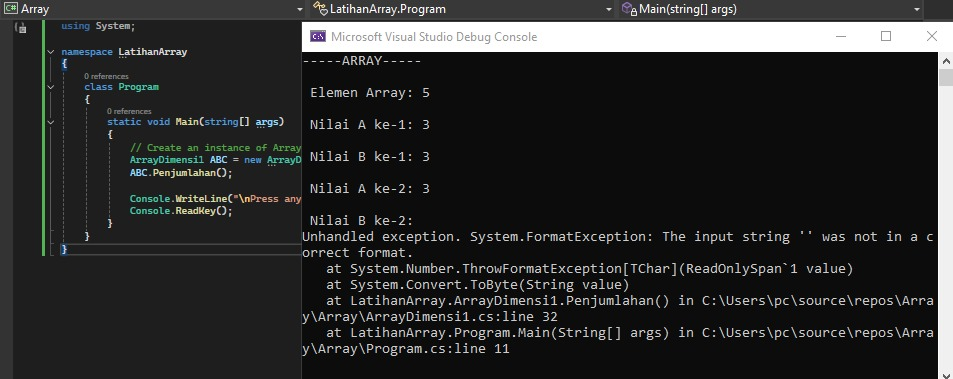 C# Array
LatihanArray.Program
Main(string[] args)
using System;
namespace LatihanArray
{
0 references
class Program
{
0 references
static void Main(string[] args)
{
// Create an instance of Array
ArrayDimensi1 ABC = new ArrayD
ABC.Penjumlahan();
Console.WriteLine("\nPress any
Console.ReadKey();
}
}
}
C:\
Microsoft Visual Studio Debug Console
-----ARRAY-----
Elemen Array: 5
Nilai A ke-1: 3
Nilai B ke-1: 3
Nilai A ke-2: 3
Nilai B ke-2:
Unhandled exception. System.FormatException: The input string '' was not in a c
orrect format.
at System.Number.ThrowFormatException[TChar](ReadOnlySpan`1 value)
at System.Convert.ToByte(String value)
at LatihanArray.ArrayDimensi1.Penjumlahan() in C:\Users\pc\source\repos\Arra
y\Array\ArrayDimensi1.cs:line 32
at LatihanArray.Program.Main(String[] args) in C:\Users\pc\source\repos\Arra
y\Array\Program.cs:line 11